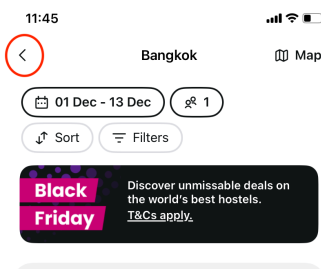 11:45
Bangkok
Map
01 Dec - 13 Dec
1
Sort
Filters
Black
Friday
Discover unmissable deals on
the world's best hostels.
T&Cs apply.